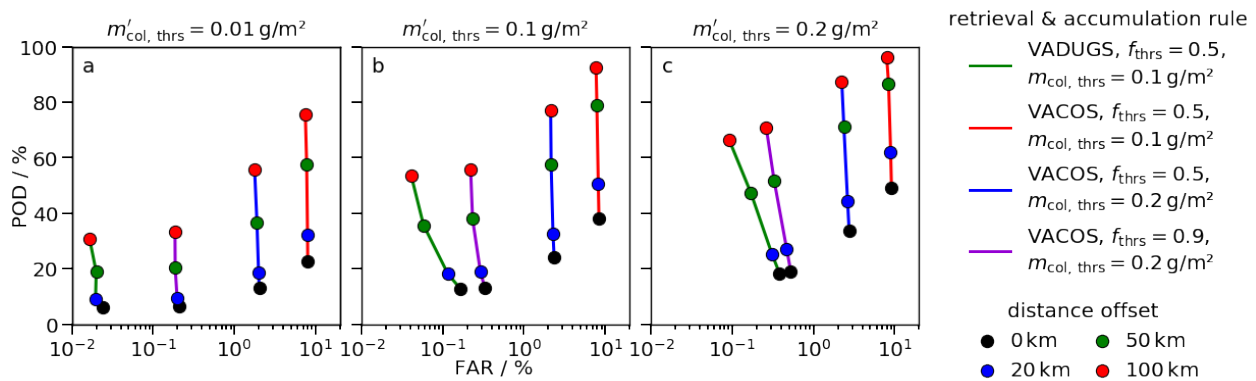 m′col, thrs = 0.01 g/m²
m′col, thrs = 0.1 g/m²
m′col, thrs = 0.2 g/m²
a
b
c
POD / %
100
80
60
40
20
0
10⁻² 10⁻¹ 10⁰ 10¹
10⁻² 10⁻¹ 10⁰ 10¹
10⁻² 10⁻¹ 10⁰ 10¹
FAR / %
retrieval & accumulation rule
VADUGS, fthrs = 0.5,
mcol, thrs = 0.1 g/m²
VACOS, fthrs = 0.5,
mcol, thrs = 0.1 g/m²
VACOS, fthrs = 0.5,
mcol, thrs = 0.2 g/m²
VACOS, fthrs = 0.9,
mcol, thrs = 0.2 g/m²
distance offset
0 km 50 km
20 km 100 km